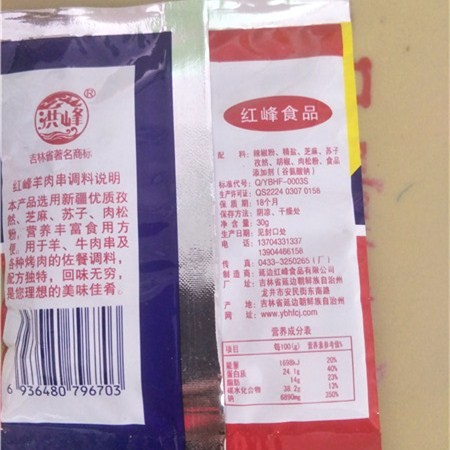 洪峰
®
吉林省著名商标
红峰羊肉串调料说明
本产品选用新疆优质孜
然、芝麻、苏子、肉松
粉，营养丰富食用方
便。用于羊、牛肉串及
各种烤肉的佐餐调料，
配方独特，回味无穷，
是您理想的美味佳肴。
6 936480 796703
红峰食品
配 料：辣椒粉、精盐、芝麻、苏子
孜然、胡椒、肉松粉、食品
添加剂（谷氨酸钠）
标准代号：Q/YBHF-0003S
生产许可证：QS2224 0307 0158
保 质 期：18个月
保存方法：阴凉、干燥处
净 含 量：30g
生产日期：见封口处
电 话：13704331337
13904460156
传 真：0433-3250265（厂）
制 造 商：延边红峰食品有限公司
厂 址：吉林省延边朝鲜族自治州
龙井市安民街东南路
产 地：吉林省延边朝鲜族自治州
网 址：www.ybhfcj.com
营养成分表
项目 每100(g) 营养素参考值%
能量 1698kJ 20%
蛋白质 24.1g 40%
脂肪 14g 23%
碳水化合物 38.2g 13%
钠 6890mg 350%